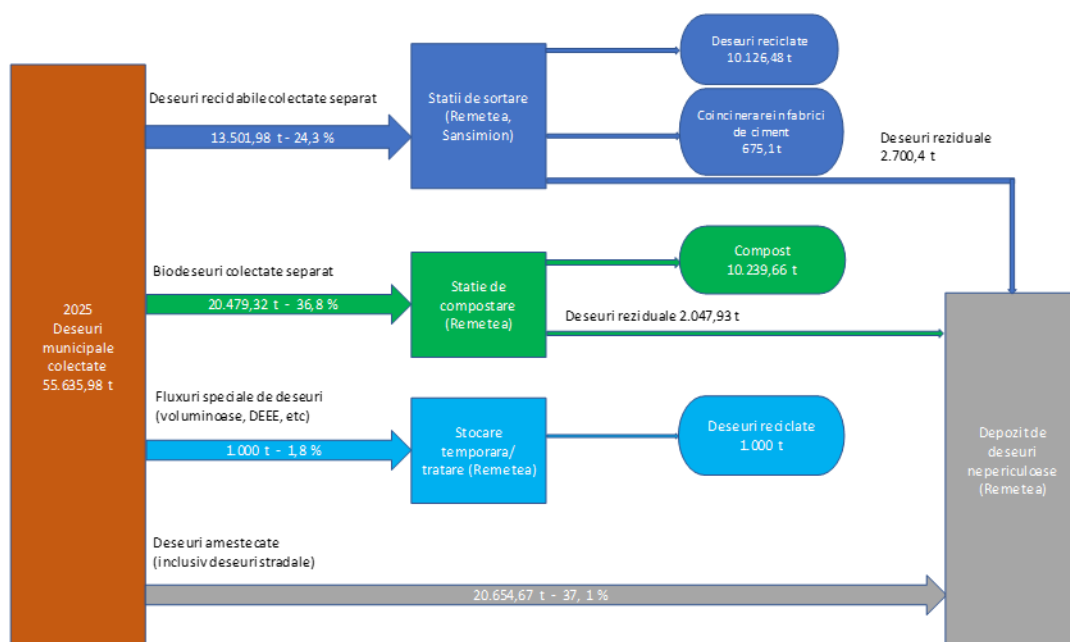 2025
Deseuri
municipale
colectate
55.635,98 t
Deseuri reciclabile colectate separat
13.501,98 t - 24,3 %
Statii de sortare
(Remetea,
Sansimion)
Deseuri reciclate
10.126,48 t
Coincinerare in fabrici
de ciment
675,1 t
Deseuri reziduale
2.700,4 t
Biodeseuri colectate separat
20.479,32 t - 36,8 %
Statie de
compostare
(Remetea)
Compost
10.239,66 t
Deseuri reziduale 2.047,93 t
Fluxuri speciale de deseuri
(voluminoase, DEEE, etc)
1.000 t - 1,8 %
Stocare
temporara/
tratare (Remetea)
Deseuri reciclate
1.000 t
Deseuri amestecate
(inclusiv deseuri stradale)
20.654,67 t - 37, 1 %
Depozit de
deseuri
nepericuloase
(Remetea)